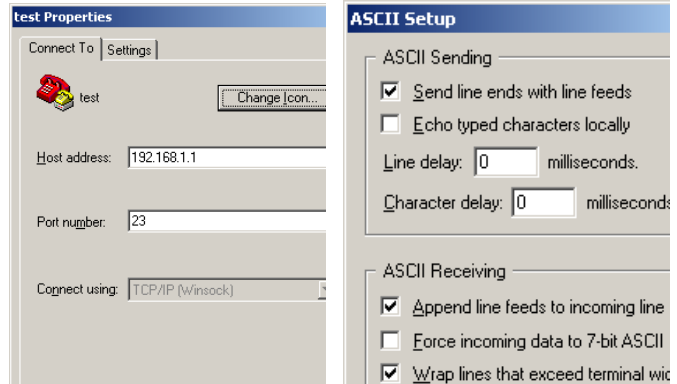 test Properties
Connect To
Settings
test
Change Icon...
Host address:
192.168.1.1
Port number:
23
Connect using:
TCP/IP (Winsock)
ASCII Setup
ASCII Sending
Send line ends with line feeds
Echo typed characters locally
Line delay: 0 milliseconds.
Character delay: 0 milliseconds
ASCII Receiving
Append line feeds to incoming line
Force incoming data to 7-bit ASCII
Wrap lines that exceed terminal